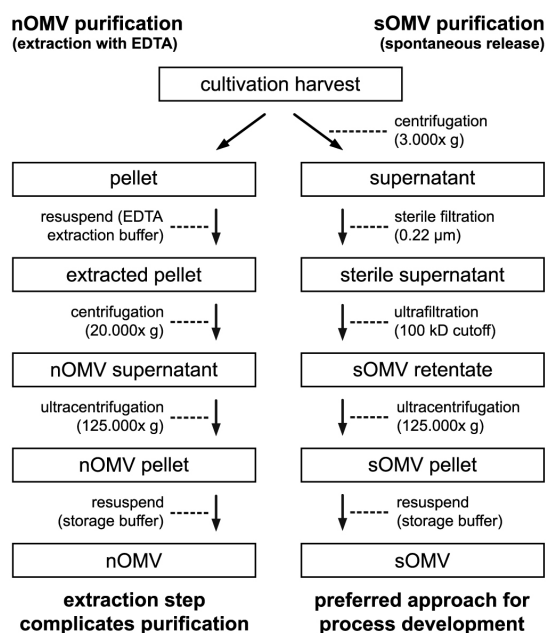 nOMV purification
(extraction with EDTA)
sOMV purification
(spontaneous release)
cultivation harvest
centrifugation
(3.000x g)
pellet
supernatant
resuspend (EDTA
extraction buffer)
sterile filtration
(0.22 µm)
extracted pellet
sterile supernatant
centrifugation
(20.000x g)
ultrafiltration
(100 kD cutoff)
nOMV supernatant
sOMV retentate
ultracentrifugation
(125.000x g)
ultracentrifugation
(125.000x g)
nOMV pellet
sOMV pellet
resuspend
(storage buffer)
resuspend
(storage buffer)
nOMV
sOMV
extraction step
complicates purification
preferred approach for
process development